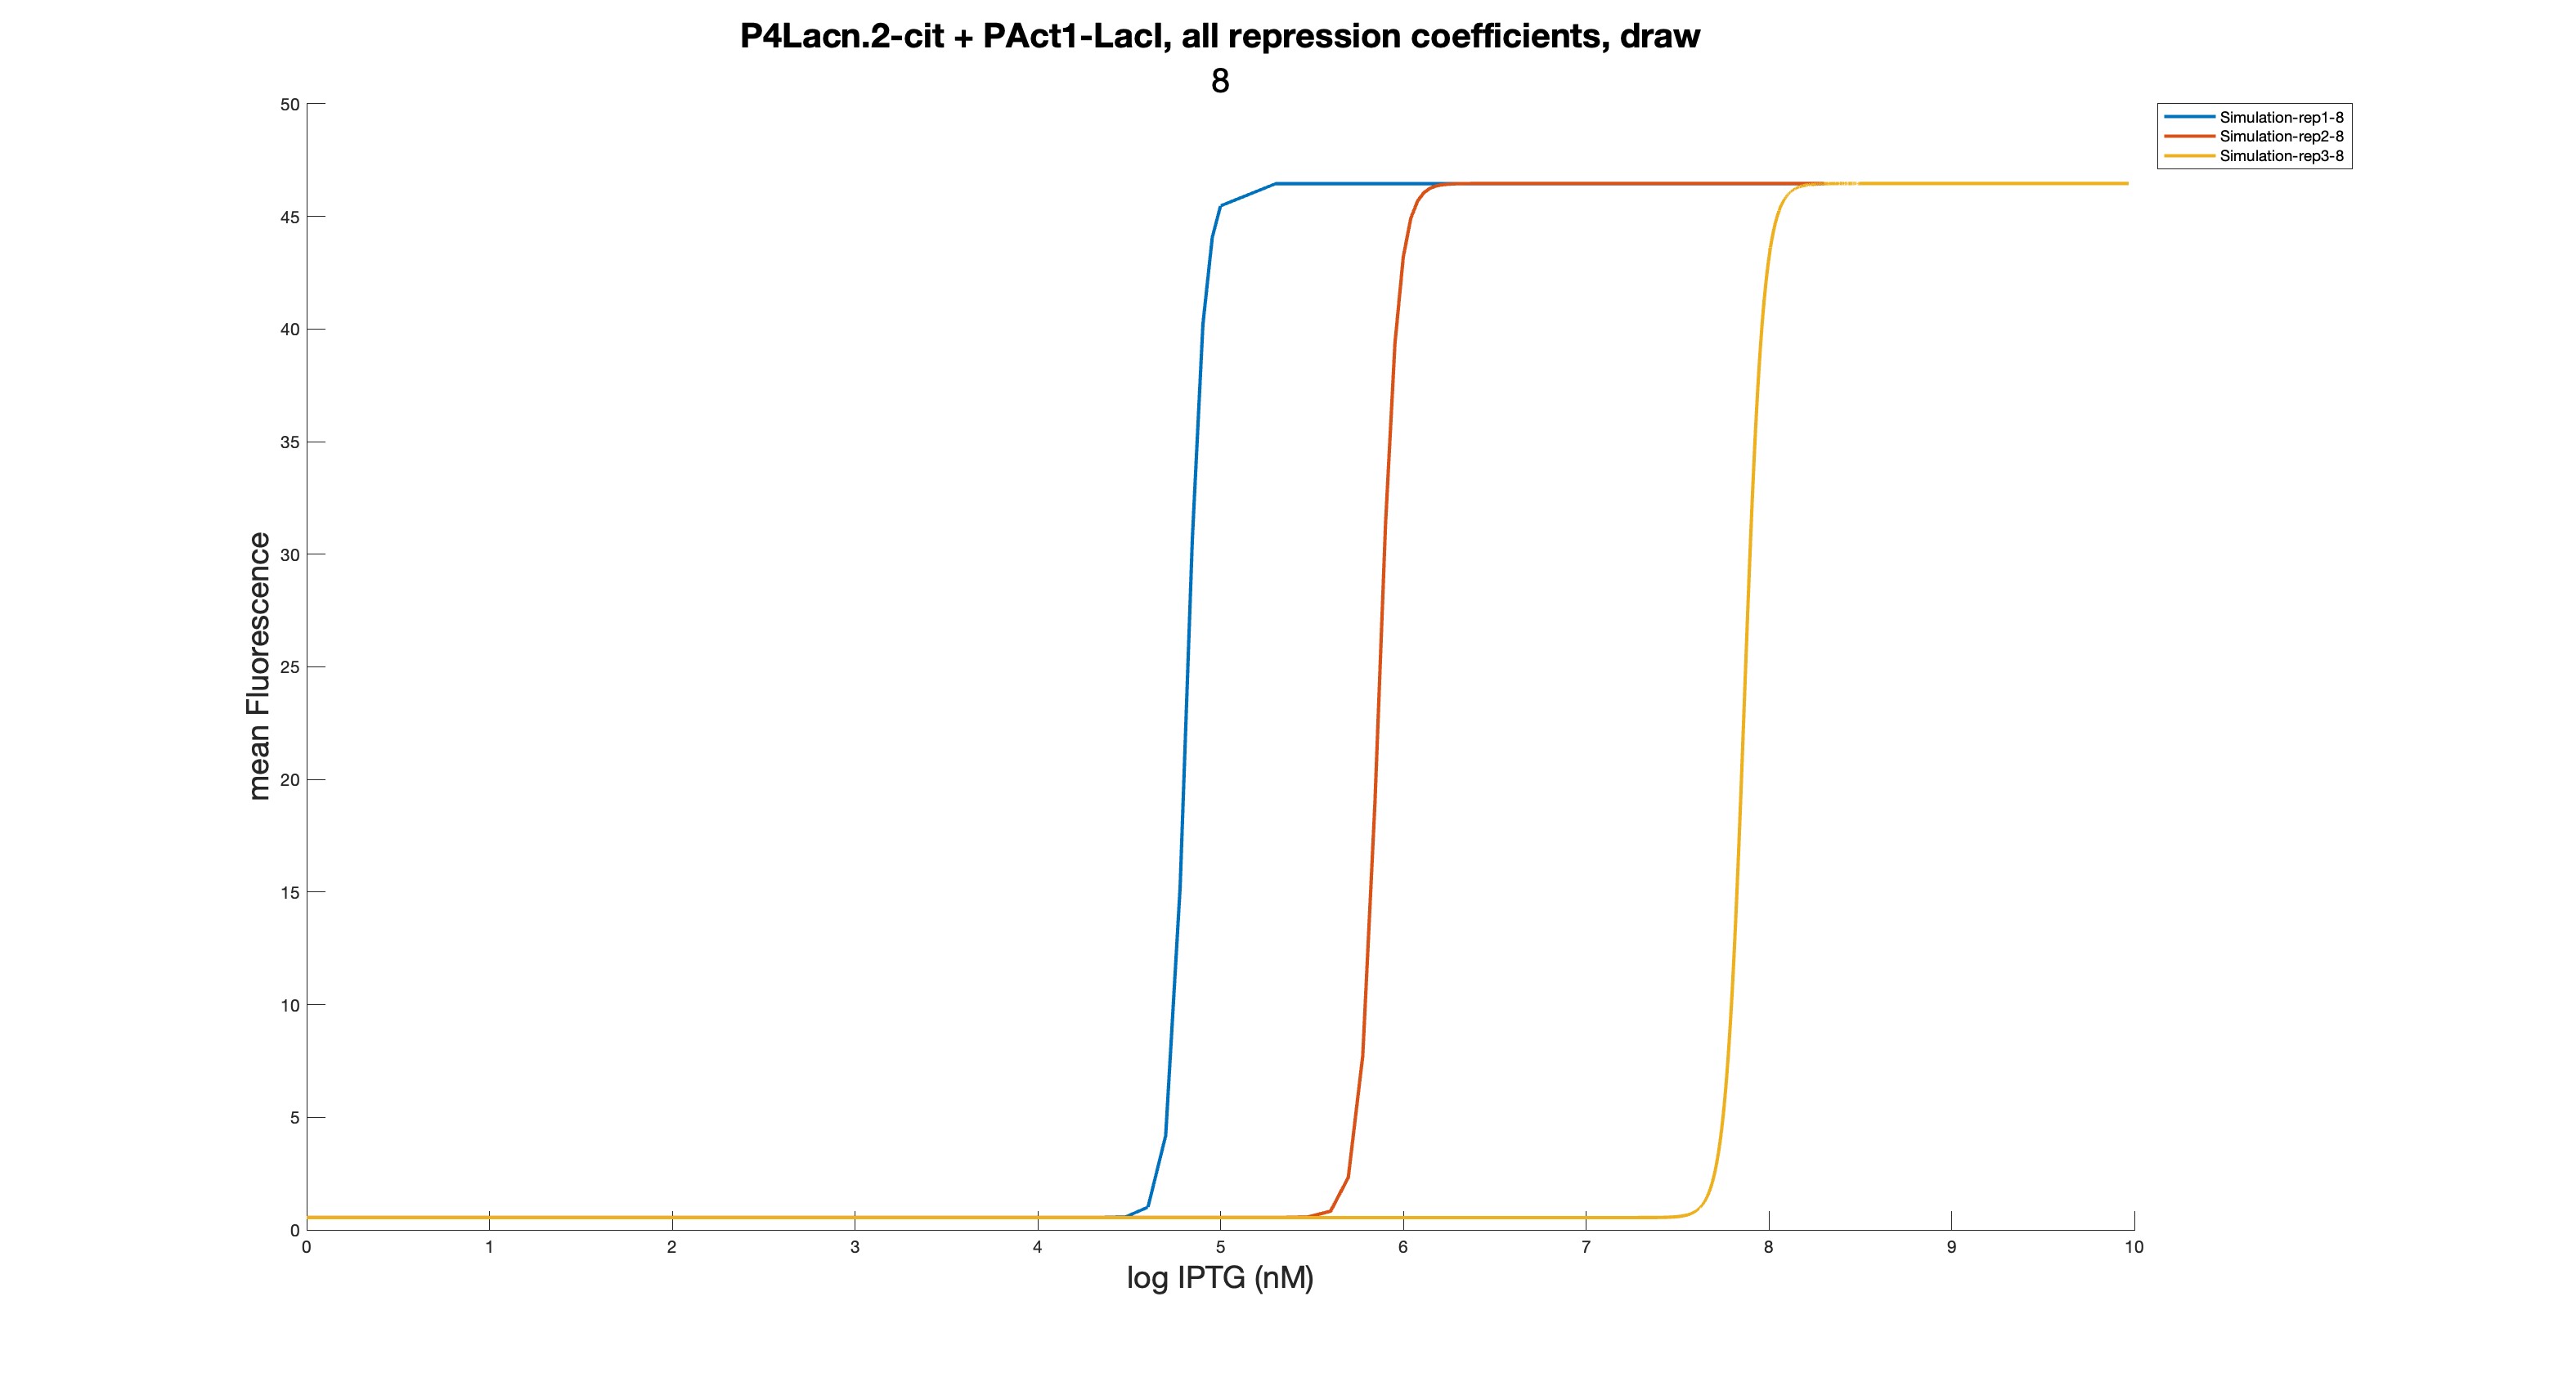 P4Lacn.2-cit + PAct1-LacI, all repression coefficients, draw
8
Simulation-rep1-8
Simulation-rep2-8
Simulation-rep3-8
mean Fluorescence
50
45
40
35
30
25
20
15
10
5
0
0 1 2 3 4 5 6 7 8 9 10
log IPTG (nM)